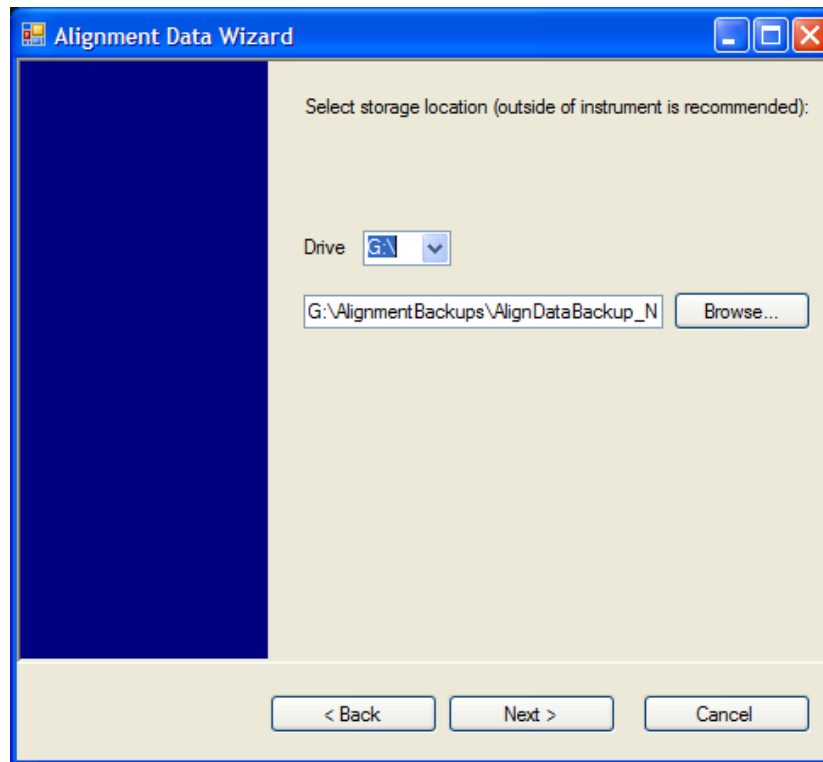 Alignment Data Wizard
Select storage location (outside of instrument is recommended):
Drive G:\
G:\AlignmentBackups\AlignDataBackup_N Browse...
< Back Next > Cancel